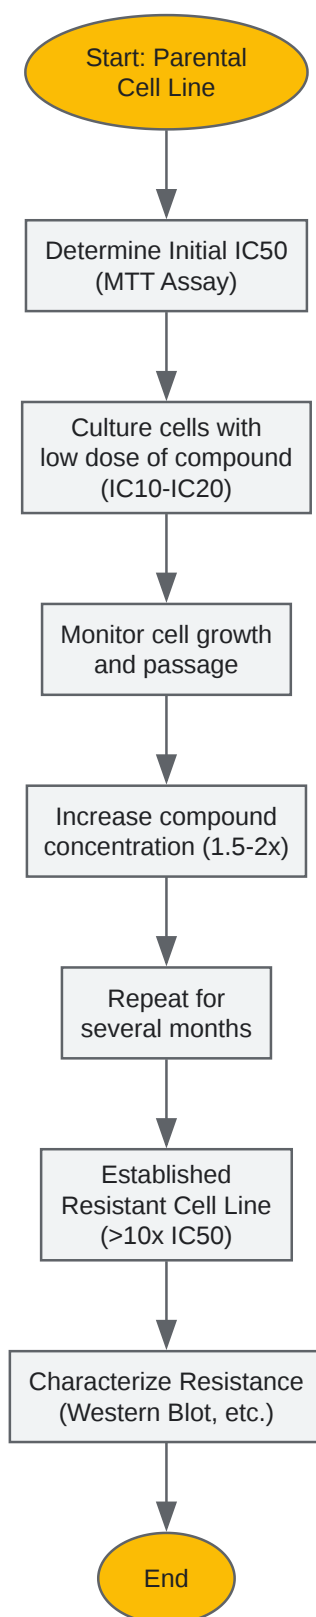 Start: Parental
Cell Line
Determine Initial IC50
(MTT Assay)
Culture cells with
low dose of compound
(IC10-IC20)
Monitor cell growth
and passage
Increase compound
concentration (1.5-2x)
Repeat for
several months
Established
Resistant Cell Line
(>10x IC50)
Characterize Resistance
(Western Blot, etc.)
End